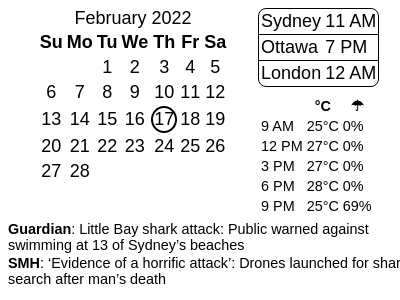 February 2022
Su Mo Tu We Th Fr Sa
1 2 3 4 5
6 7 8 9 10 11 12
13 14 15 16 17 18 19
20 21 22 23 24 25 26
27 28
Sydney 11 AM
Ottawa 7 PM
London 12 AM
°C ☂
9 AM 25°C 0%
12 PM 27°C 0%
3 PM 27°C 0%
6 PM 28°C 0%
9 PM 25°C 69%
Guardian: Little Bay shark attack: Public warned against
swimming at 13 of Sydney’s beaches
SMH: ‘Evidence of a horrific attack’: Drones launched for
search after man’s death